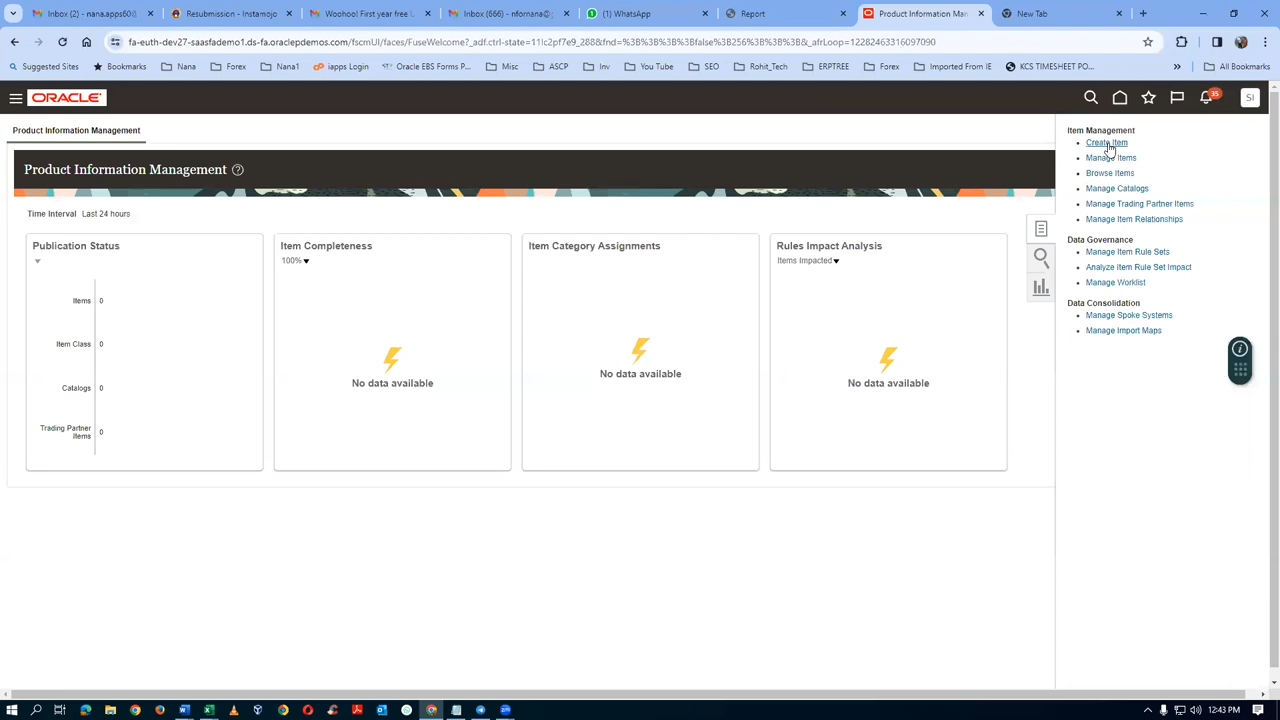 Inbox (2) - nana.apps60@
Resubmission - Instamojo
Woohoo! First year free U
Inbox (666) - nfornana@g
(1) WhatsApp
Report
Product Information Man
New Tab
fa-euth-dev27-saasfademo1.ds-fa.oraclepdemos.com/fscmUI/faces/FuseWelcome?_adf.ctrl-state=11lc2pf7e9_288&fnd=%3B%3B%3B%3Bfalse%3B256%3B%3B%3B&_afrLoop=12282463316097090
Suggested Sites
Bookmarks
Nana
Forex
Nana1
iapps Login
Oracle EBS Forms P...
Misc
ASCP
Inv
You Tube
SEO
Rohit_Tech
ERPTREE
Forex
Imported From IE
KCS TIMESHEET PO...
»
All Bookmarks
ORACLE
35
SI
Product Information Management
Product Information Management
Time Interval Last 24 hours
Publication Status
Items 0
Item Class 0
Catalogs 0
Trading Partner
Items 0
Item Completeness
100%
No data available
Item Category Assignments
No data available
Rules Impact Analysis
Items Impacted
No data available
Item Management
Create Item
Manage Items
Browse Items
Manage Catalogs
Manage Trading Partner Items
Manage Item Relationships
Data Governance
Manage Item Rule Sets
Analyze Item Rule Set Impact
Manage Worklist
Data Consolidation
Manage Spoke Systems
Manage Import Maps
12:43 PM